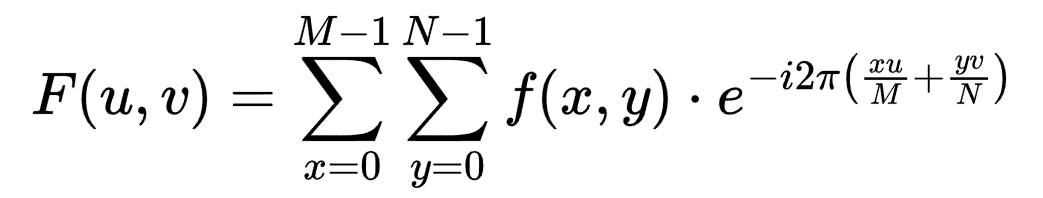 F(u, v) = \sum_{x=0}^{M-1} \sum_{y=0}^{N-1} f(x, y) \cdot e^{-i2\pi\left(\frac{xu}{M}+\frac{yv}{N}\right)}